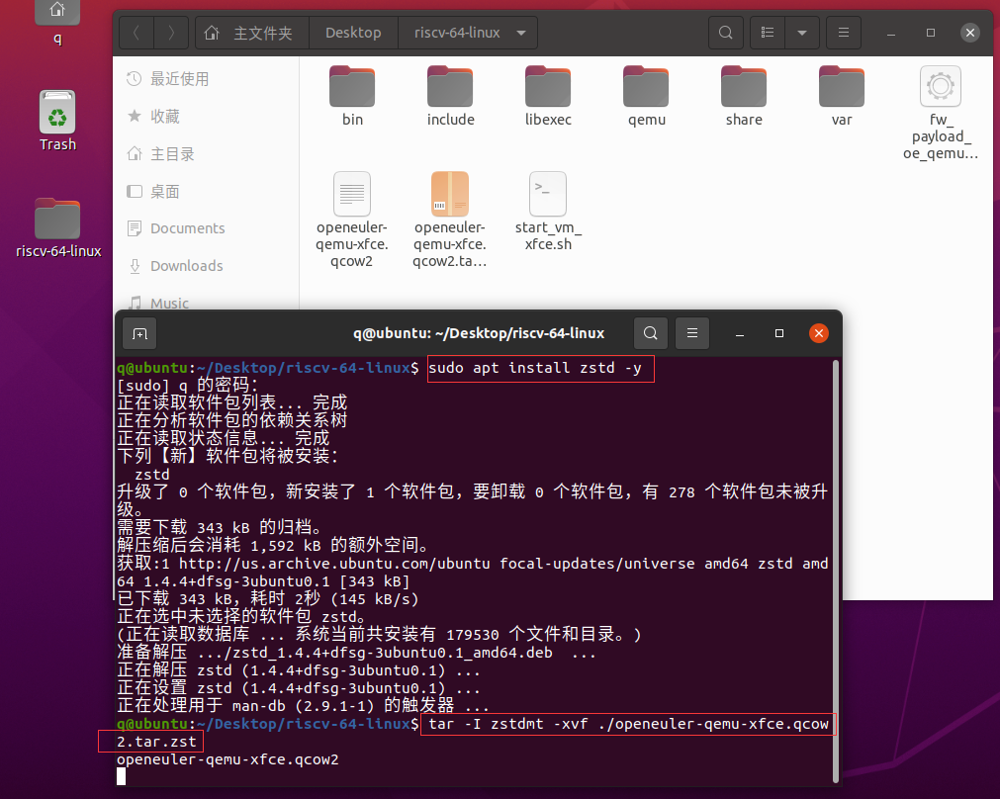 q
Trash
riscv-64-linux
主文件夹
Desktop
riscv-64-linux
最近使用
收藏
主目录
桌面
Documents
Downloads
Music
bin
include
libexec
qemu
share
var
fw_
payload_
oe_qemu…
openeuler-
qemu-xfce.
qcow2
openeuler-
qemu-xfce.
qcow2.ta…
start_vm_
xfce.sh
q@ubuntu: ~/Desktop/riscv-64-linux
q@ubuntu:~/Desktop/riscv-64-linux$ sudo apt install zstd -y
[sudo] q 的密码：
正在读取软件包列表... 完成
正在分析软件包的依赖关系树
正在读取状态信息... 完成
下列【新】软件包将被安装：
  zstd
升级了 0 个软件包，新安装了 1 个软件包，要卸载 0 个软件包，有 278 个软件包未被升
级。
需要下载 343 kB 的归档。
解压缩后会消耗 1,592 kB 的额外空间。
获取:1 http://us.archive.ubuntu.com/ubuntu focal-updates/universe amd64 zstd amd
64 1.4.4+dfsg-3ubuntu0.1 [343 kB]
已下载 343 kB，耗时 2秒 (145 kB/s)
正在选中未选择的软件包 zstd。
(正在读取数据库 ... 系统当前共安装有 179530 个文件和目录。)
准备解压 .../zstd_1.4.4+dfsg-3ubuntu0.1_amd64.deb  ...
正在解压 zstd (1.4.4+dfsg-3ubuntu0.1) ...
正在设置 zstd (1.4.4+dfsg-3ubuntu0.1) ...
正在处理用于 man-db (2.9.1-1) 的触发器 ...
q@ubuntu:~/Desktop/riscv-64-linux$ tar -I zstdmt -xvf ./openeuler-qemu-xfce.qcow
2.tar.zst
openeuler-qemu-xfce.qcow2